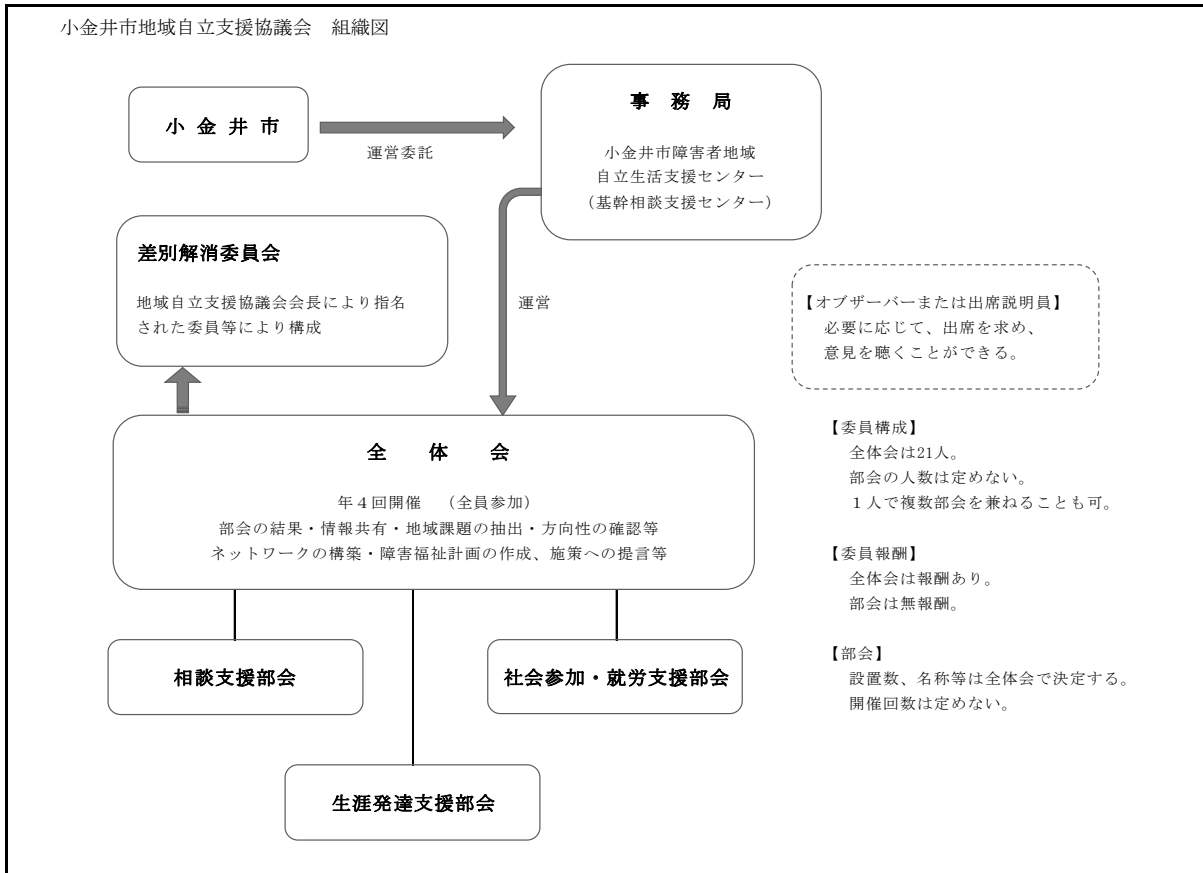 小金井市地域自立支援協議会　組織図
小 金 井 市
運営委託
事　務　局
小金井市障害者地域
自立生活支援センター
（基幹相談支援センター）
差別解消委員会
地域自立支援協議会会長により指名
された委員等により構成
運営
【オブザーバーまたは出席説明員】
必要に応じて、出席を求め、
意見を聴くことができる。
全　体　会
年４回開催　（全員参加）
部会の結果・情報共有・地域課題の抽出・方向性の確認等
ネットワークの構築・障害福祉計画の作成、施策への提言等
【委員構成】
全体会は21人。
部会の人数は定めない。
１人で複数部会を兼ねることも可。
【委員報酬】
全体会は報酬あり。
部会は無報酬。
【部会】
設置数、名称等は全体会で決定する。
開催回数は定めない。
相談支援部会
社会参加・就労支援部会
生涯発達支援部会